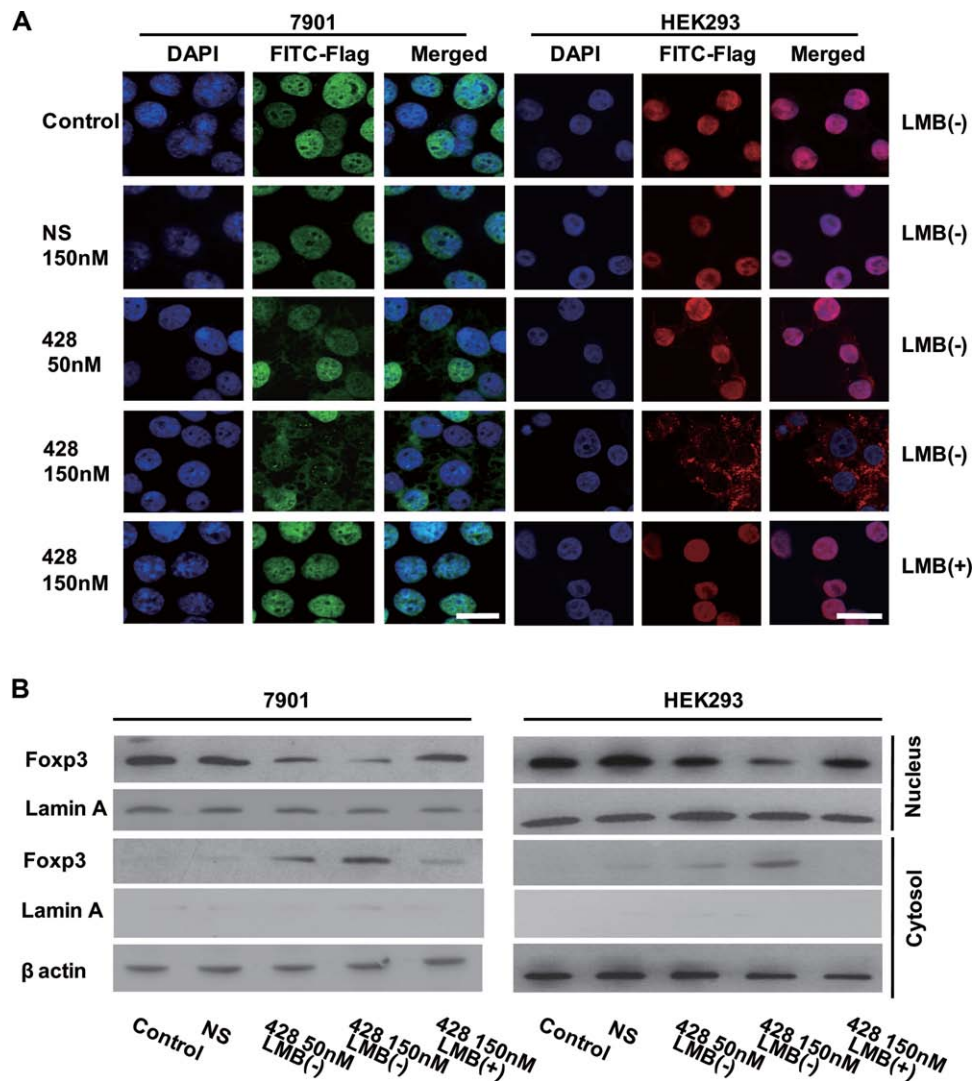 A
7901
HEK293
DAPI FITC-Flag Merged DAPI FITC-Flag Merged
Control LMB(-)
NS
150nM LMB(-)
428
50nM LMB(-)
428
150nM LMB(-)
428
150nM LMB(+)
B
7901
HEK293
Foxp3
Lamin A
Nucleus
Foxp3
Lamin A
β actin
Cytosol
Control
NS
428 50nM
LMB(-)
428 150nM
LMB(-)
428 150nM
LMB(+)
Control
NS
428 50nM
LMB(-)
428 150nM
LMB(-)
428 150nM
LMB(+)